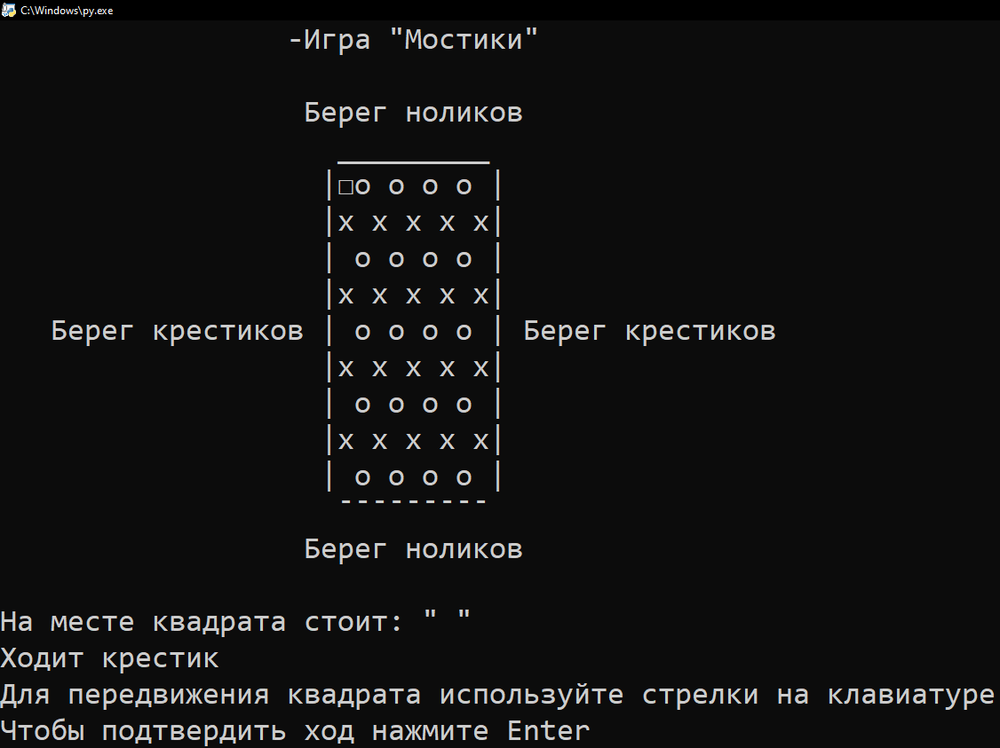 C:\Windows\py.exe
-Игра "Мостики"
Берег ноликов
_________
|□o o o o |
|x x x x x|
| o o o o |
|x x x x x|
Берег крестиков | o o o o | Берег крестиков
|x x x x x|
| o o o o |
|x x x x x|
| o o o o |
---------
Берег ноликов
На месте квадрата стоит: " "
Ходит крестик
Для передвижения квадрата используйте стрелки на клавиатуре
Чтобы подтвердить ход нажмите Enter